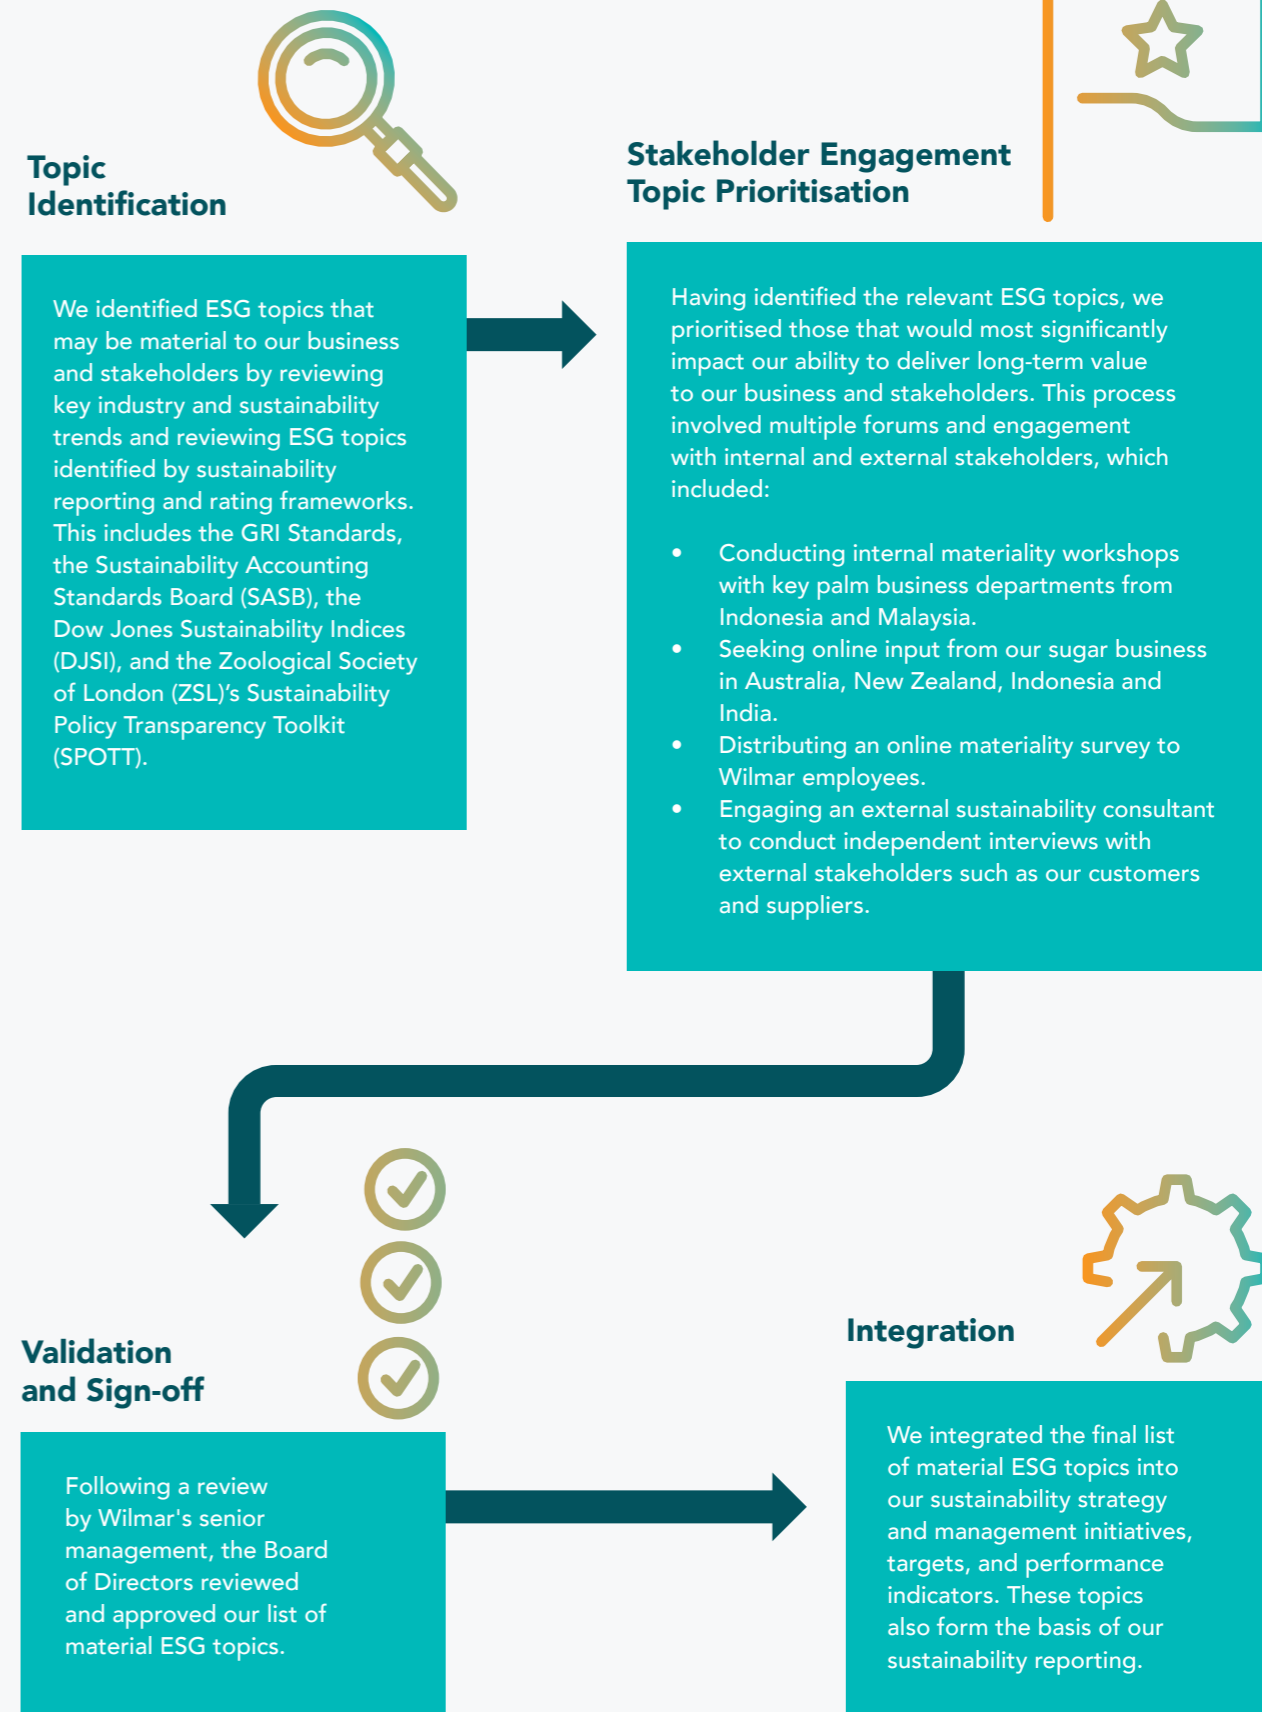 Topic
Identification
We identified ESG topics that
may be material to our business
and stakeholders by reviewing
key industry and sustainability
trends and reviewing ESG topics
identified by sustainability
reporting and rating frameworks.
This includes the GRI Standards,
the Sustainability Accounting
Standards Board (SASB), the
Dow Jones Sustainability Indices
(DJSI), and the Zoological Society
of London (ZSL)’s Sustainability
Policy Transparency Toolkit
(SPOTT).
Stakeholder Engagement
Topic Prioritisation
Having identified the relevant ESG topics, we
prioritised those that would most significantly
impact our ability to deliver long-term value
to our business and stakeholders. This process
involved multiple forums and engagement
with internal and external stakeholders, which
included:
• Conducting internal materiality workshops
with key palm business departments from
Indonesia and Malaysia.
• Seeking online input from our sugar business
in Australia, New Zealand, Indonesia and
India.
• Distributing an online materiality survey to
Wilmar employees.
• Engaging an external sustainability consultant
to conduct independent interviews with
external stakeholders such as our customers
and suppliers.
Validation
and Sign-off
Following a review
by Wilmar's senior
management, the Board
of Directors reviewed
and approved our list of
material ESG topics.
Integration
We integrated the final list
of material ESG topics into
our sustainability strategy
and management initiatives,
targets, and performance
indicators. These topics
also form the basis of our
sustainability reporting.